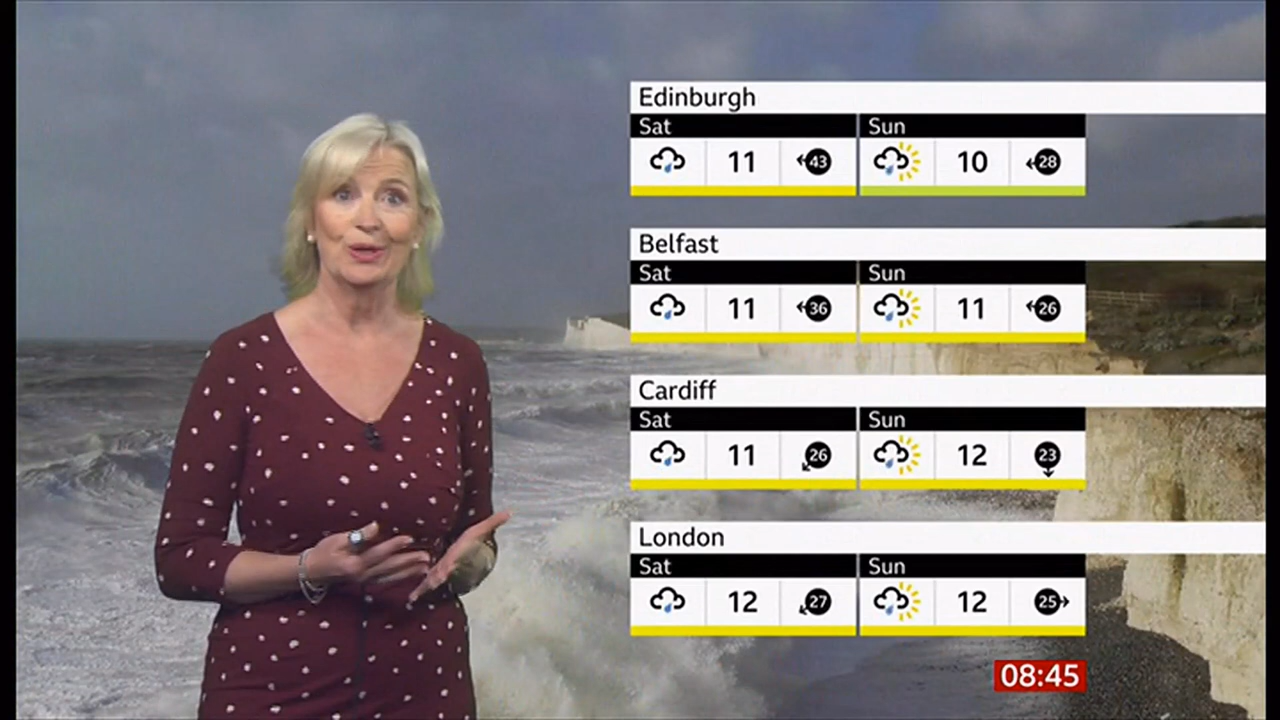 Edinburgh
Sat Sun
11 43 10 28
Belfast
Sat Sun
11 36 11 26
Cardiff
Sat Sun
11 26 12 23
London
Sat Sun
12 27 12 25
08:45